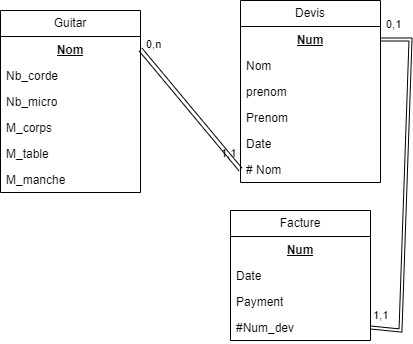 Guitar
Nom
Nb_corde
Nb_micro
M_corps
M_table
M_manche
0,n
1,1
Devis
Num
Nom
prenom
Prenom
Date
# Nom
0,1
Facture
Num
Date
Payment
#Num_dev
1,1